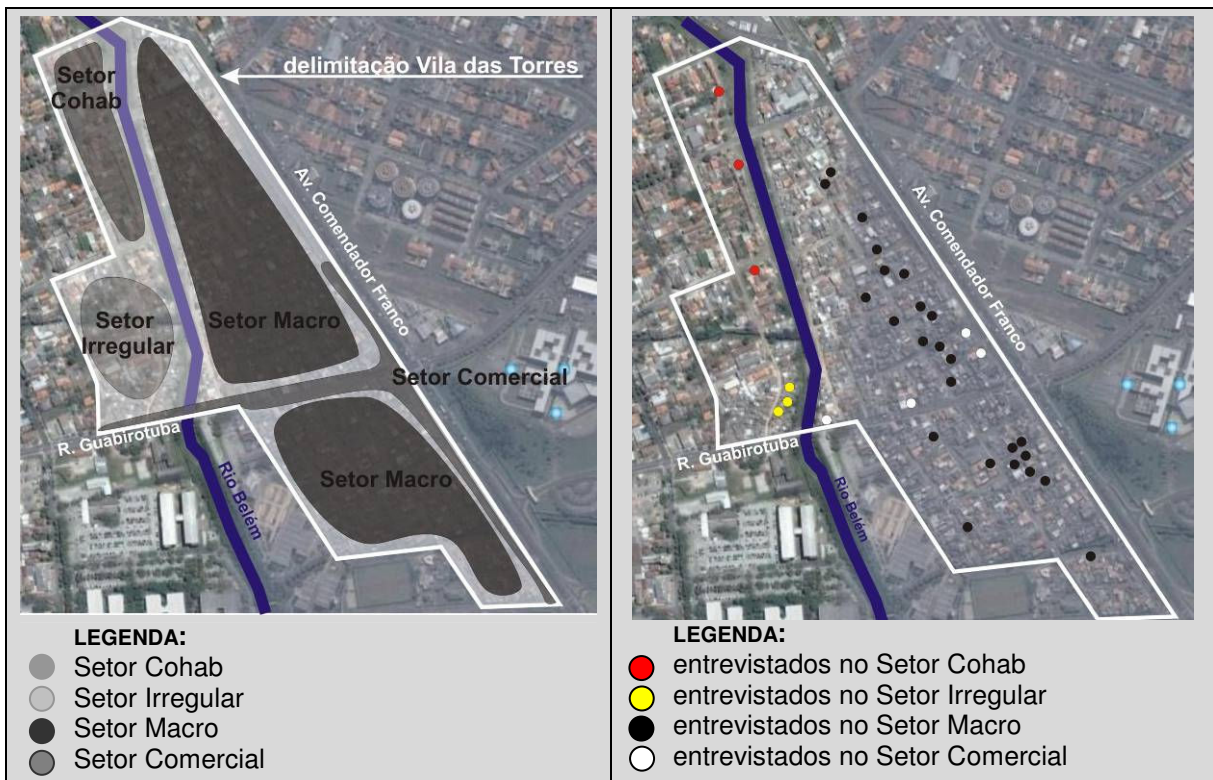 Setor
Cohab
delimitação Vila das Torres
Av. Comendador Franco
Setor
Irregular
Setor Macro
Setor Comercial
R. Guabirotuba
Setor Macro
Rio Belém
LEGENDA:
Setor Cohab
Setor Irregular
Setor Macro
Setor Comercial
Av. Comendador Franco
R. Guabirotuba
Rio Belém
LEGENDA:
entrevistados no Setor Cohab
entrevistados no Setor Irregular
entrevistados no Setor Macro
entrevistados no Setor Comercial